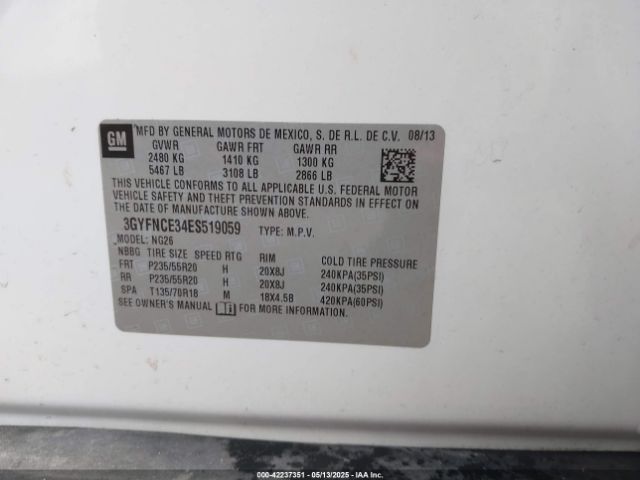 GM
MFD BY GENERAL MOTORS DE MEXICO, S. DE R.L. DE C.V. 08/13
GVWR GAWR FRT GAWR RR
2480 KG 1410 KG 1300 KG
5467 LB 3108 LB 2866 LB
THIS VEHICLE CONFORMS TO ALL APPLICABLE U.S. FEDERAL MOTOR
VEHICLE SAFETY AND THEFT PREVENTION STANDARDS IN EFFECT ON
THE DATE OF MANUFACTURE SHOWN ABOVE.
3GYFNCE34ES519059 TYPE: M.P.V.
MODEL: NG26
NBBG TIRE SIZE SPEED RTG RIM COLD TIRE PRESSURE
FRT P235/55R20 H 20X8J 240KPA(35PSI)
RR P235/55R20 H 20X8J 240KPA(35PSI)
SPA T135/70R18 M 18X4.5B 420KPA(60PSI)
SEE OWNER'S MANUAL FOR MORE INFORMATION.
000-42237351 - 05/13/2025 - IAA Inc.